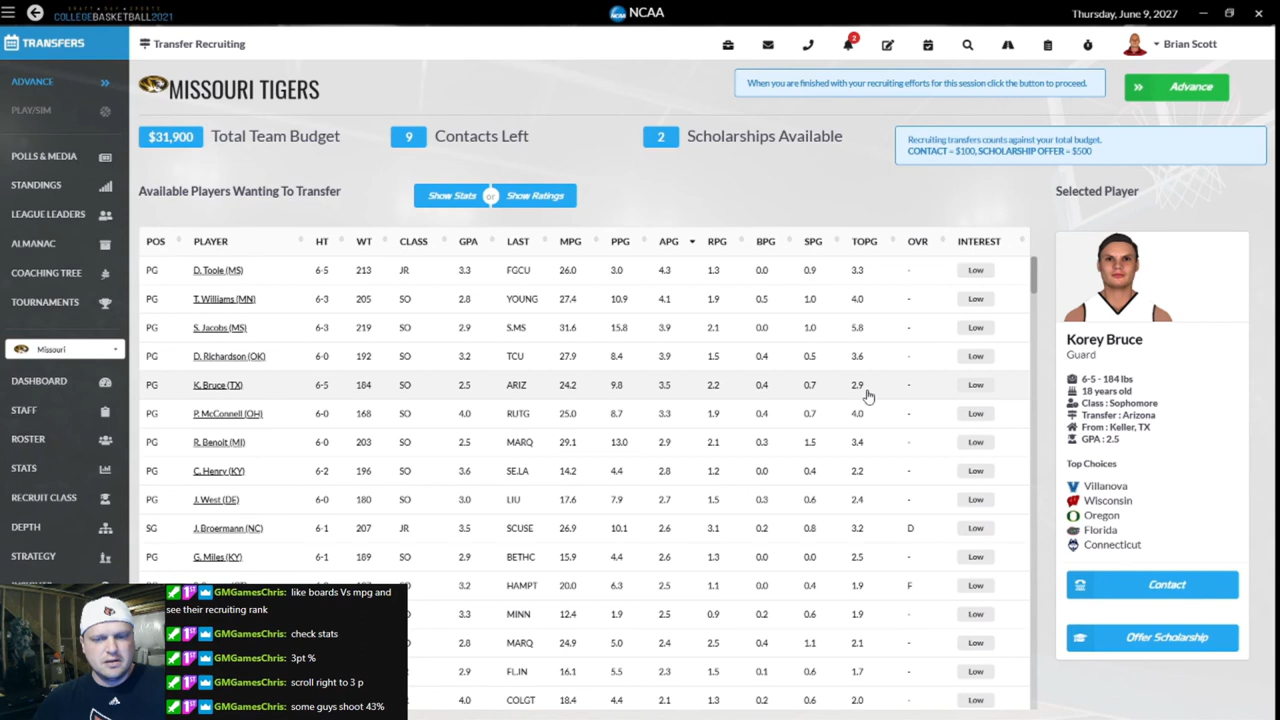 DRAFT DAY SPORTS
COLLEGEBASKETBALL2021
NCAA
Thursday, June 9, 2027
TRANSFERS
Transfer Recruiting
2
Brian Scott
ADVANCE
PLAY/SIM
POLLS & MEDIA
STANDINGS
LEAGUE LEADERS
ALMANAC
COACHING TREE
TOURNAMENTS
Missouri
DASHBOARD
STAFF
ROSTER
STATS
RECRUIT CLASS
DEPTH
STRATEGY
MISSOURI TIGERS
When you are finished with your recruiting efforts for this session click the button to proceed.
Advance
$31,900 Total Team Budget
9 Contacts Left
2 Scholarships Available
Recruiting transfers counts against your total budget.
CONTACT = $100, SCHOLARSHIP OFFER = $500
Available Players Wanting To Transfer
Show Stats or Show Ratings
Selected Player
POS PLAYER HT WT CLASS GPA LAST MPG PPG APG RPG BPG SPG TOPG OVR INTEREST
PG D. Toole (MS) 6-5 213 JR 3.3 FGCU 26.0 3.0 4.3 1.3 0.0 0.9 3.3 - Low
PG T. Williams (MN) 6-3 205 SO 2.8 YOUNG 27.4 10.9 4.1 1.9 0.5 1.0 4.0 - Low
PG S. Jacobs (MS) 6-3 219 SO 2.9 S.MS 31.6 15.8 3.9 2.1 0.0 1.0 5.8 - Low
PG D. Richardson (OK) 6-0 192 SO 3.2 TCU 27.9 8.4 3.9 1.5 0.4 0.5 3.6 - Low
PG K. Bruce (TX) 6-5 184 SO 2.5 ARIZ 24.2 9.8 3.5 2.2 0.4 0.7 2.9 - Low
PG P. McConnell (OH) 6-0 168 SO 4.0 RUTG 25.0 8.7 3.3 1.9 0.4 0.7 4.0 - Low
PG R. Benoit (MI) 6-0 203 SO 2.5 MARQ 29.1 13.0 2.9 2.1 0.3 1.5 3.4 - Low
PG C. Henry (KY) 6-2 196 SO 3.6 SE.LA 14.2 4.4 2.8 1.2 0.0 0.4 2.2 - Low
PG J. West (DE) 6-0 180 SO 3.0 LIU 17.6 7.9 2.7 1.5 0.3 0.6 2.4 - Low
SG J. Broermann (NC) 6-1 207 JR 3.5 SCUSE 26.9 10.1 2.6 3.1 0.2 0.8 3.2 D Low
PG G. Miles (KY) 6-1 189 SO 2.9 BETHC 15.9 4.4 2.6 1.3 0.0 0.0 2.5 - Low
3.2 HAMPT 20.0 6.3 2.5 1.1 0.0 0.4 1.9 F Low
3.3 MINN 12.4 1.9 2.5 0.9 0.2 0.6 1.9 - Low
2.8 MARQ 24.9 5.0 2.4 2.5 0.4 1.1 2.1 - Low
2.9 FL.IN 16.1 5.5 2.3 1.5 0.1 0.6 1.7 - Low
4.0 COLGT 18.4 4.4 2.1 1.3 0.2 0.6 2.0 - Low
Korey Bruce
Guard
6-5 - 184 lbs
18 years old
Class : Sophomore
Transfer : Arizona
From : Keller, TX
GPA : 2.5
Top Choices
Villanova
Wisconsin
Oregon
Florida
Connecticut
Contact
Offer Scholarship
GMGamesChris: like boards Vs mpg and
see their recruiting rank
GMGamesChris: check stats
GMGamesChris: 3pt %
GMGamesChris: scroll right to 3 p
GMGamesChris: some guys shoot 43%